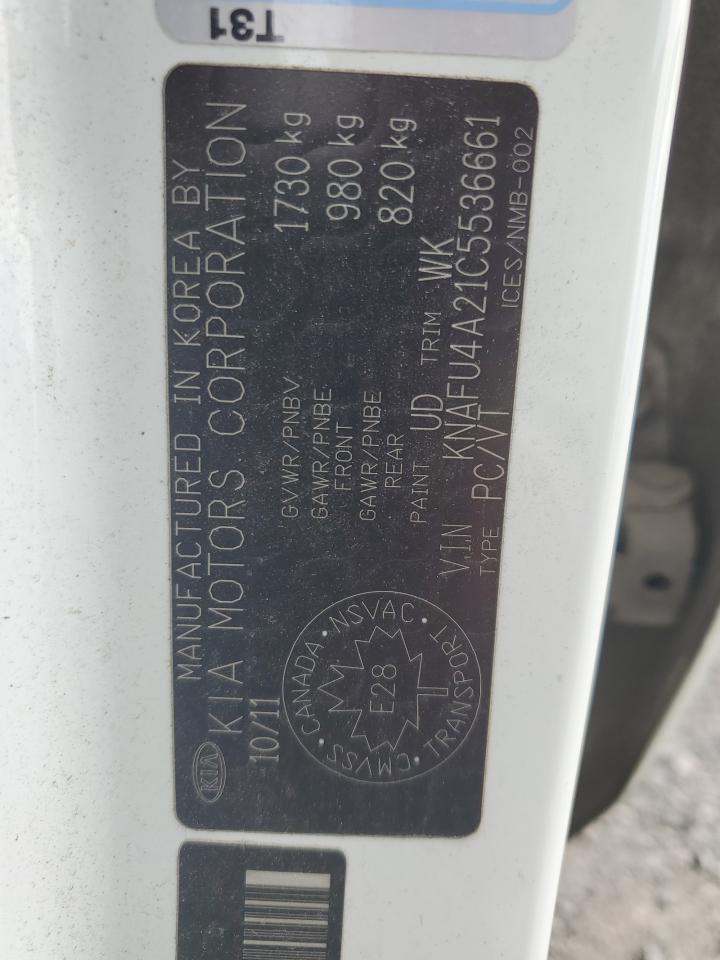 T31
MANUFACTURED IN KOREA BY
KIA KIA MOTORS CORPORATION
10/11
GVWR/PNBV 1730 kg
GAWR/PNBE FRONT 980 kg
GAWR/PNBE REAR 820 kg
PAINT UD TRIM WK
V.I.N KNAFU4A21C5536661
TYPE PC/VT
ICES/NMB-002
CANADA · NSVAC · TRANSPORT · CMVSS ·
E28